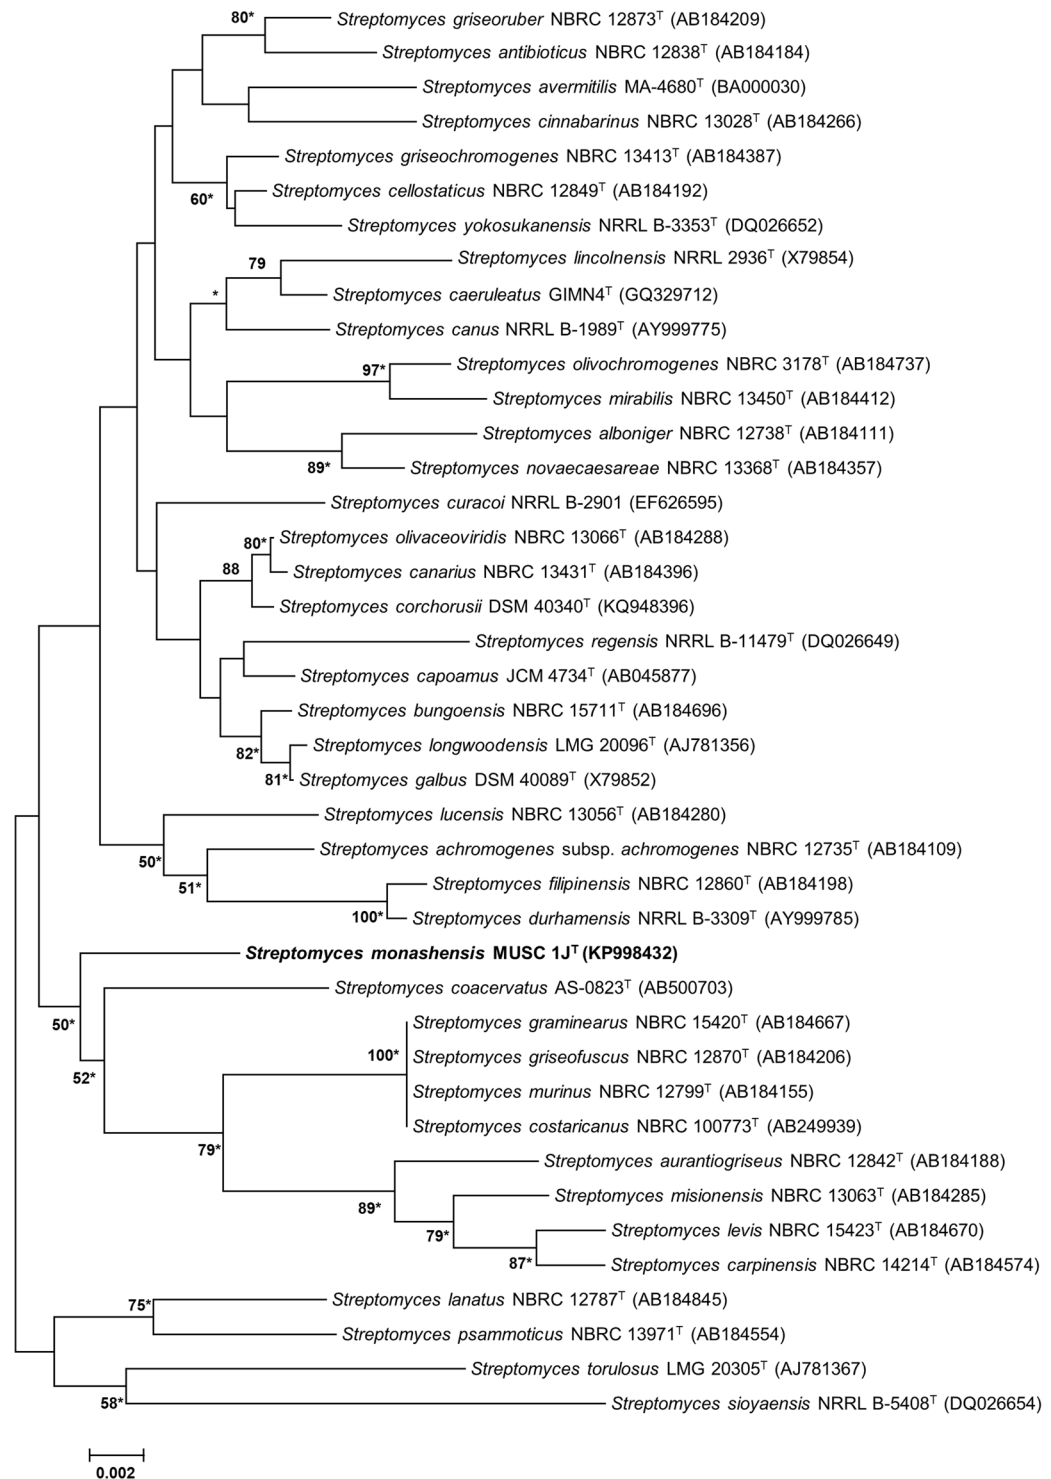 80*
Streptomyces griseoruber NBRC 12873ᵀ (AB184209)
Streptomyces antibioticus NBRC 12838ᵀ (AB184184)
Streptomyces avermitilis MA-4680ᵀ (BA000030)
Streptomyces cinnabarinus NBRC 13028ᵀ (AB184266)
Streptomyces griseochromogenes NBRC 13413ᵀ (AB184387)
60*
Streptomyces cellostaticus NBRC 12849ᵀ (AB184192)
Streptomyces yokosukanensis NRRL B-3353ᵀ (DQ026652)
79
Streptomyces lincolnensis NRRL 2936ᵀ (X79854)
*
Streptomyces caeruleatus GIMN4ᵀ (GQ329712)
Streptomyces canus NRRL B-1989ᵀ (AY999775)
97*
Streptomyces olivochromogenes NBRC 3178ᵀ (AB184737)
Streptomyces mirabilis NBRC 13450ᵀ (AB184412)
Streptomyces alboniger NBRC 12738ᵀ (AB184111)
89*
Streptomyces novaecaesareae NBRC 13368ᵀ (AB184357)
Streptomyces curacoi NRRL B-2901 (EF626595)
80*
Streptomyces olivaceoviridis NBRC 13066ᵀ (AB184288)
88
Streptomyces canarius NBRC 13431ᵀ (AB184396)
Streptomyces corchorusii DSM 40340ᵀ (KQ948396)
Streptomyces regensis NRRL B-11479ᵀ (DQ026649)
Streptomyces capoamus JCM 4734ᵀ (AB045877)
Streptomyces bungoensis NBRC 15711ᵀ (AB184696)
82*
Streptomyces longwoodensis LMG 20096ᵀ (AJ781356)
81*
Streptomyces galbus DSM 40089ᵀ (X79852)
Streptomyces lucensis NBRC 13056ᵀ (AB184280)
50*
Streptomyces achromogenes subsp. achromogenes NBRC 12735ᵀ (AB184109)
51*
Streptomyces filipinensis NBRC 12860ᵀ (AB184198)
100*
Streptomyces durhamensis NRRL B-3309ᵀ (AY999785)
Streptomyces monashensis MUSC 1Jᵀ (KP998432)
Streptomyces coacervatus AS-0823ᵀ (AB500703)
50*
Streptomyces graminearus NBRC 15420ᵀ (AB184667)
100*
Streptomyces griseofuscus NBRC 12870ᵀ (AB184206)
52*
Streptomyces murinus NBRC 12799ᵀ (AB184155)
Streptomyces costaricanus NBRC 100773ᵀ (AB249939)
79*
Streptomyces aurantiogriseus NBRC 12842ᵀ (AB184188)
Streptomyces misionensis NBRC 13063ᵀ (AB184285)
89*
Streptomyces levis NBRC 15423ᵀ (AB184670)
79*
87*
Streptomyces carpinensis NBRC 14214ᵀ (AB184574)
75*
Streptomyces lanatus NBRC 12787ᵀ (AB184845)
Streptomyces psammoticus NBRC 13971ᵀ (AB184554)
Streptomyces torulosus LMG 20305ᵀ (AJ781367)
58*
Streptomyces sioyaensis NRRL B-5408ᵀ (DQ026654)
0.002